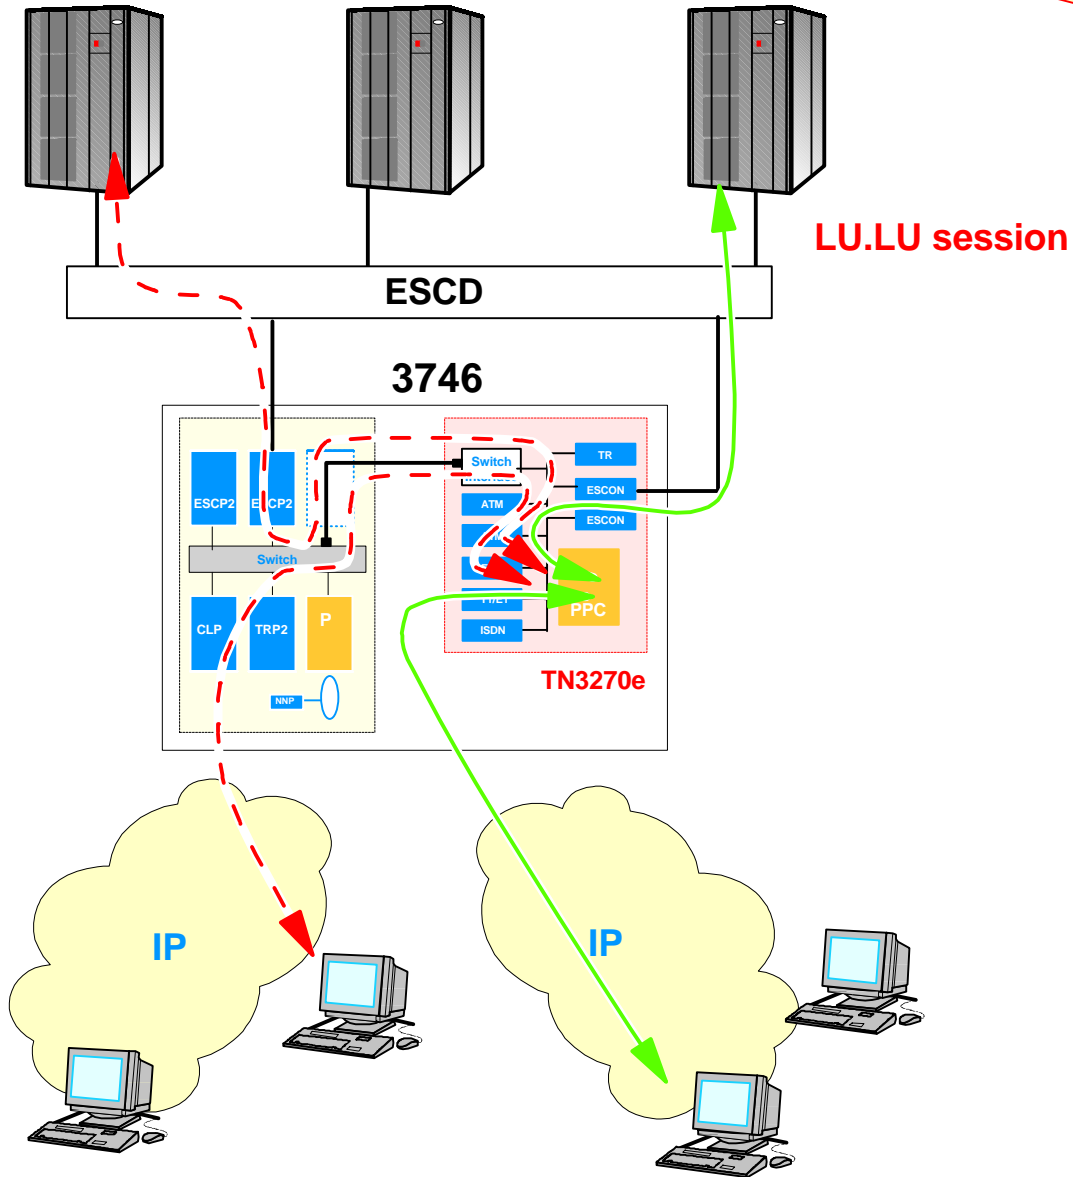 LU.LU session
ESCD
3746
ESCP2
ESCP2
Switch
CLP
TRP2
P
NNP
Switch
TR
ESCON
ESCON
ATM
ISDN
PPC
TN3270e
IP
IP